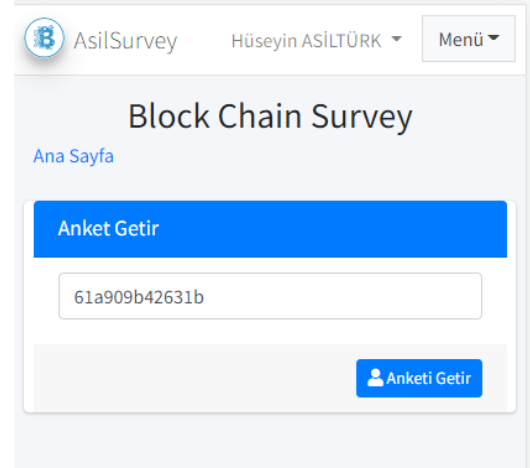 AsilSurvey Hüseyin ASİLTÜRK Menü
Block Chain Survey
Ana Sayfa
Anket Getir
61a909b42631b
Anketi Getir